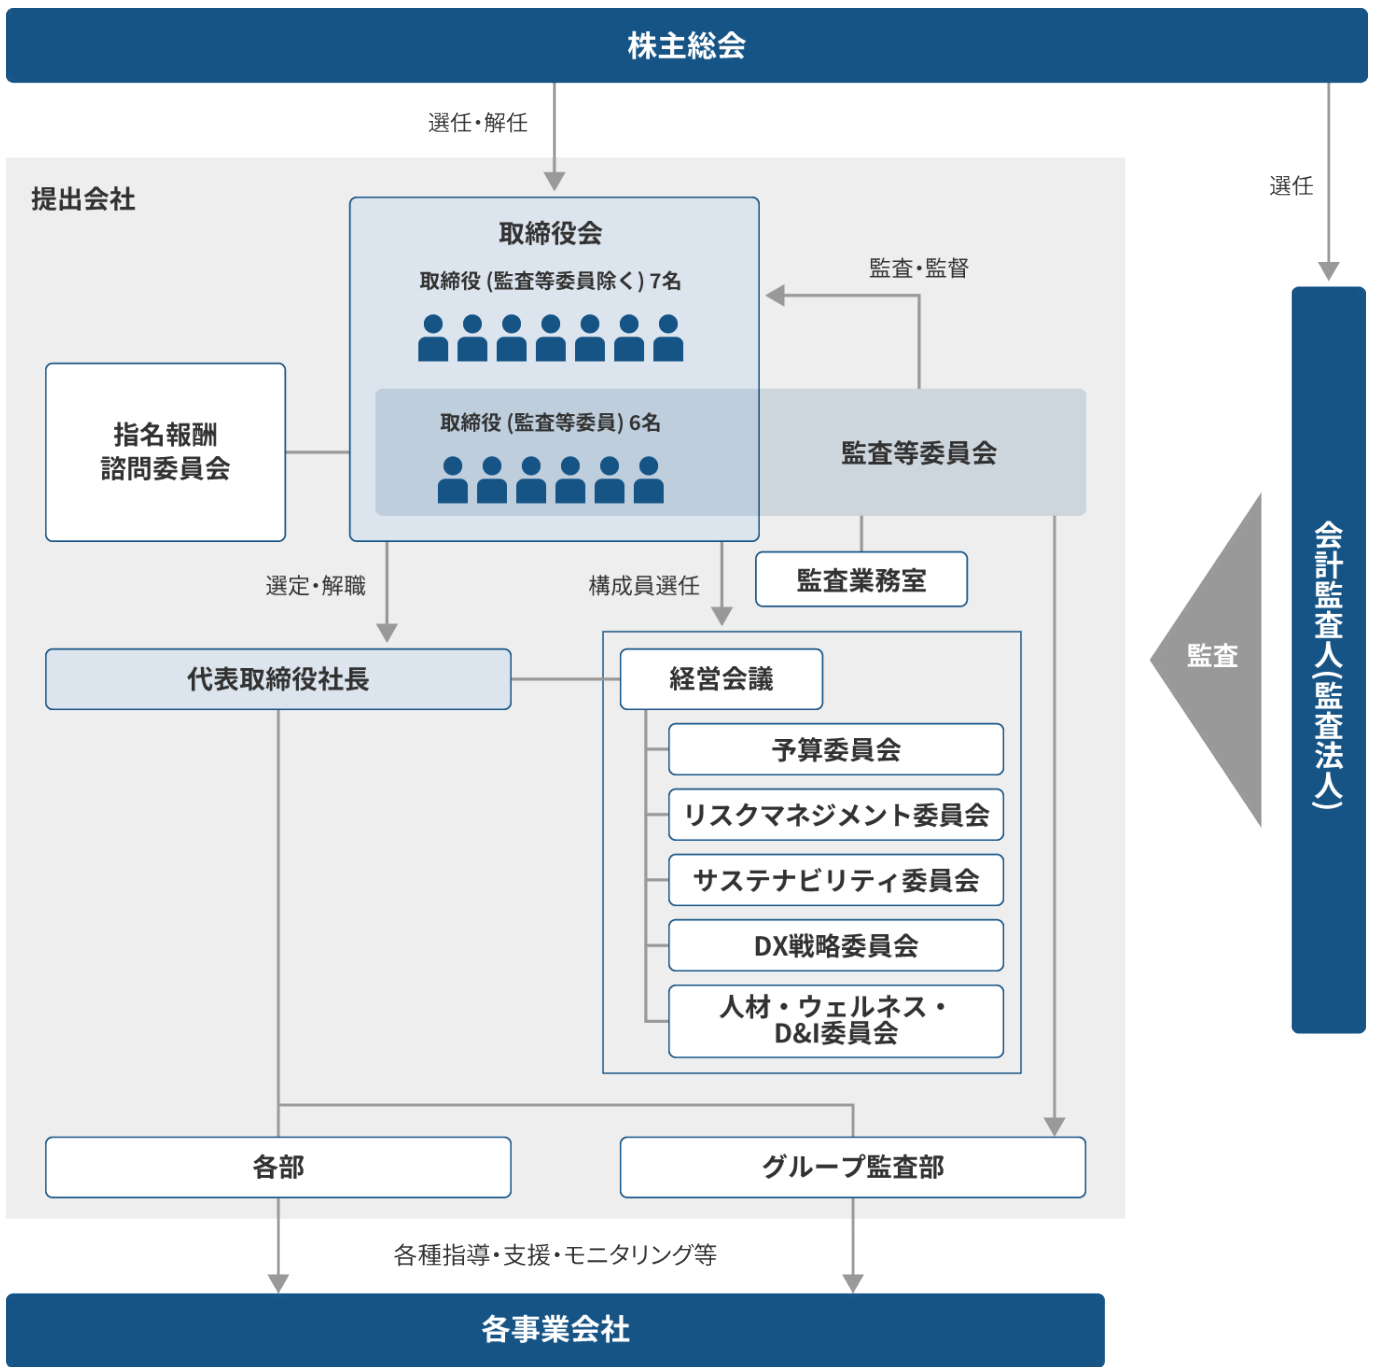 株主総会
選任・解任
選任
提出会社
取締役会
取締役 (監査等委員除く) 7名
監査・監督
取締役 (監査等委員) 6名
監査等委員会
指名報酬
諮問委員会
選定・解職
構成員選任
監査業務室
代表取締役社長
経営会議
予算委員会
リスクマネジメント委員会
サステナビリティ委員会
DX戦略委員会
人材・ウェルネス・
D&I委員会
監査
会計監査人(監査法人)
各部
グループ監査部
各種指導・支援・モニタリング等
各事業会社